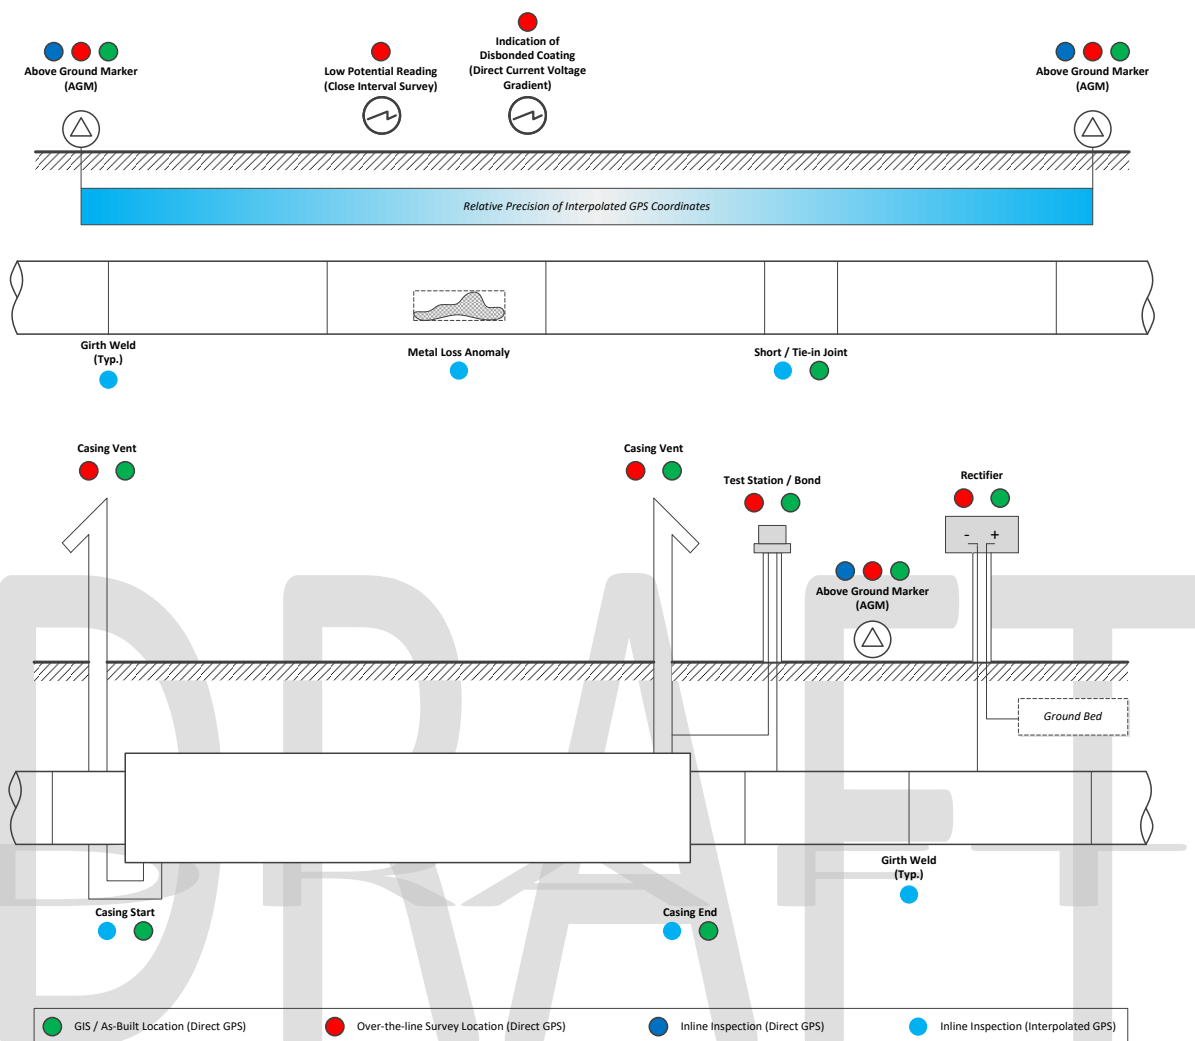 Indication of
Disbonded Coating
(Direct Current Voltage
Gradient)
Above Ground Marker
(AGM)
Low Potential Reading
(Close Interval Survey)
Above Ground Marker
(AGM)
Relative Precision of Interpolated GPS Coordinates
Girth Weld
(Typ.)
Metal Loss Anomaly
Short / Tie-in Joint
Casing Vent
Casing Vent
Test Station / Bond
Rectifier
- +
Above Ground Marker
(AGM)
Ground Bed
DRAFT
Girth Weld
(Typ.)
Casing Start
Casing End
GIS / As-Built Location (Direct GPS)
Over-the-line Survey Location (Direct GPS)
Inline Inspection (Direct GPS)
Inline Inspection (Interpolated GPS)